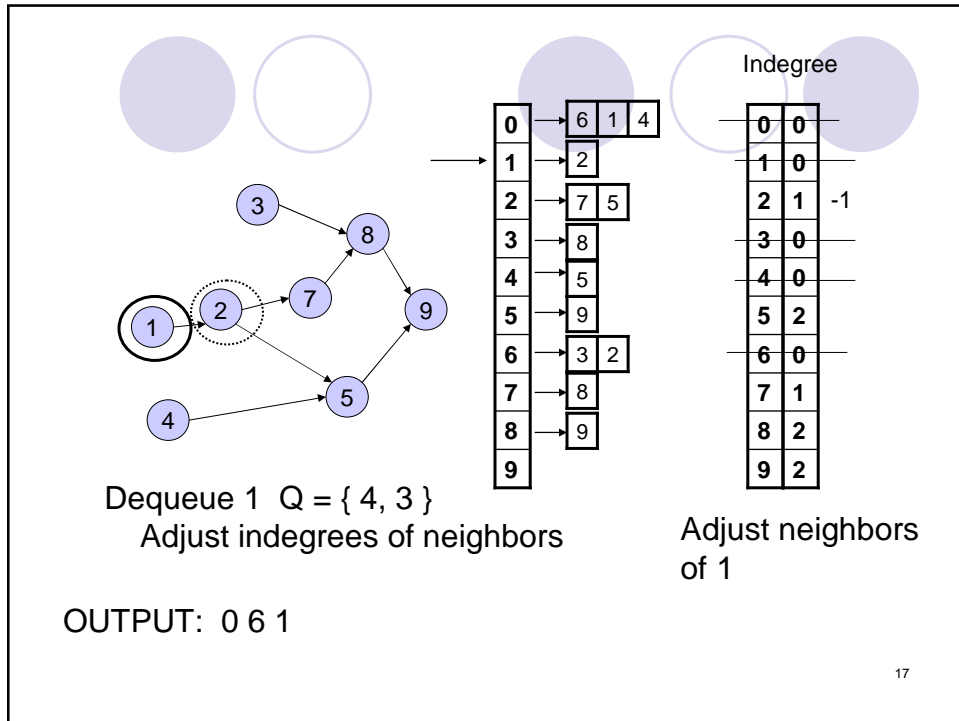 Indegree
0 6 1 4 0 0
1 2 1 0
2 7 5 2 1 -1
3 8 3 0
4 5 4 0
5 9 5 2
6 3 2 6 0
7 8 7 1
8 9 8 2
9 9 2
3
8
7
2
9
1
5
4
Dequeue 1 Q = { 4, 3 }
Adjust indegrees of neighbors
Adjust neighbors
of 1
OUTPUT: 0 6 1
17